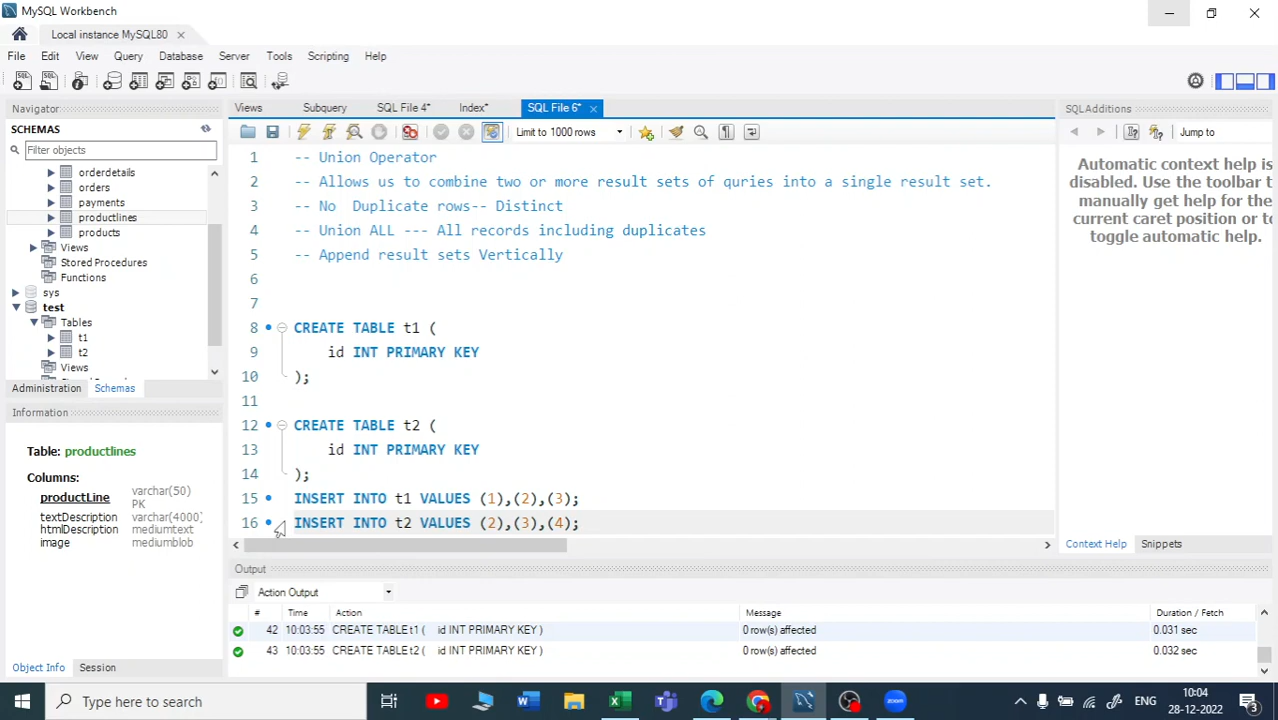 MySQL Workbench
Local instance MySQL80
File Edit View Query Database Server Tools Scripting Help
Navigator
SCHEMAS
Filter objects
orderdetails
orders
payments
productlines
products
Views
Stored Procedures
Functions
sys
test
Tables
t1
t2
Views
Administration Schemas
Information
Table: productlines
Columns:
productLine varchar(50)
PK
textDescription varchar(4000)
htmlDescription mediumtext
image mediumblob
Object Info Session
Views Subquery SQL File 4* Index* SQL File 6*
Limit to 1000 rows
1 -- Union Operator
2 -- Allows us to combine two or more result sets of quries into a single result set.
3 -- No Duplicate rows-- Distinct
4 -- Union ALL --- All records including duplicates
5 -- Append result sets Vertically
6
7
8 CREATE TABLE t1 (
9 id INT PRIMARY KEY
10 );
11
12 CREATE TABLE t2 (
13 id INT PRIMARY KEY
14 );
15 INSERT INTO t1 VALUES (1),(2),(3);
16 INSERT INTO t2 VALUES (2),(3),(4);
SQL Additions
Jump to
Automatic context help is
disabled. Use the toolbar t
manually get help for the
current caret position or to
toggle automatic help.
Context Help Snippets
Output
Action Output
# Time Action Message Duration / Fetch
42 10:03:55 CREATE TABLE t1 ( id INT PRIMARY KEY ) 0 row(s) affected 0.031 sec
43 10:03:55 CREATE TABLE t2 ( id INT PRIMARY KEY ) 0 row(s) affected 0.032 sec
Type here to search
ENG
10:04
28-12-2022
3
zoom